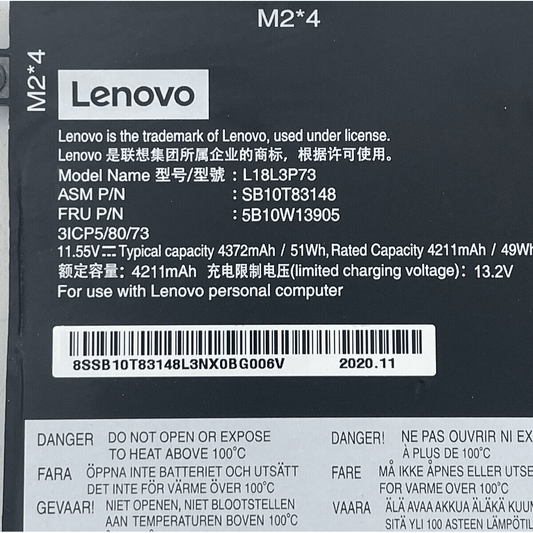 M2*4
M2*4
Lenovo
Lenovo is the trademark of Lenovo, used under license.
Lenovo 是联想集团所属企业的商标，根据许可使用。
Model Name 型号/型號 : L18L3P73
ASM P/N : SB10T83148
FRU P/N : 5B10W13905
3ICP5/80/73
11.55V⎓ Typical capacity 4372mAh / 51Wh, Rated Capacity 4211mAh / 49Wh
额定容量: 4211mAh 充电限制电压(limited charging voltage): 13.2V
For use with Lenovo personal computer
8SSB10T83148L3NX0BG006V 2020.11
DANGER DO NOT OPEN OR EXPOSE
TO HEAT ABOVE 100°C
FARA ÖPPNA INTE BATTERIET OCH UTSÄTT
DET INTE FÖR VÄRME ÖVER 100°C
GEVAAR! NIET OPENEN, NIET BLOOTSTELLEN
AAN TEMPERATUREN BOVEN 100°C
DANGER! NE PAS OUVRIR NI EX
À PLUS DE 100°C
FARE MÅ IKKE ÅPNES ELLER UTSE
FOR VARME OVER 100°C
VAARA ÄLÄ AVAA AKKUA ÄLÄKÄ KUUM
SITÄ YLI 100 ASTEEN LÄMPÖTIL